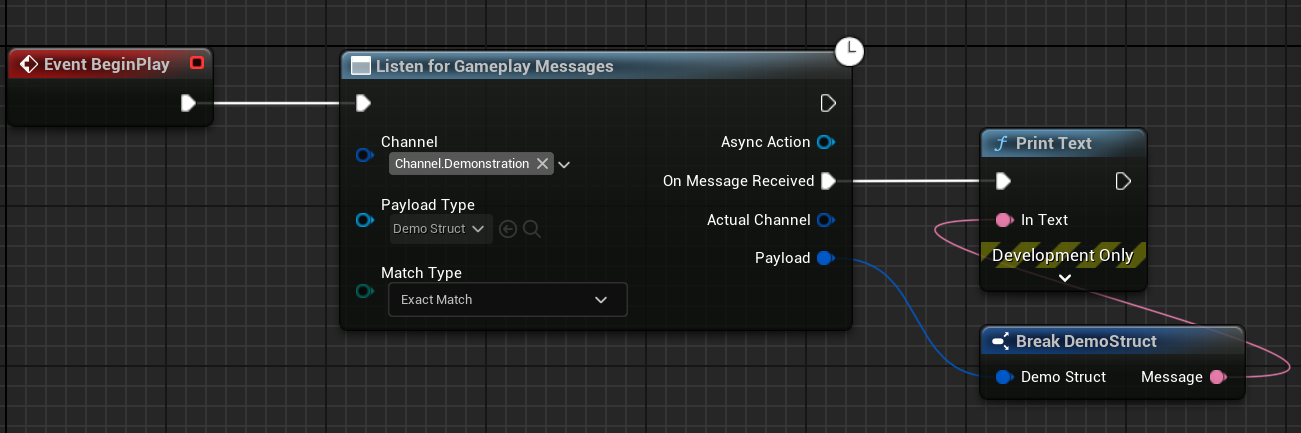 Event BeginPlay
Listen for Gameplay Messages
Channel
Channel.Demonstration
Async Action
On Message Received
Payload Type
Demo Struct
Actual Channel
Payload
Match Type
Exact Match
f Print Text
In Text
Development Only
Break DemoStruct
Demo Struct Message